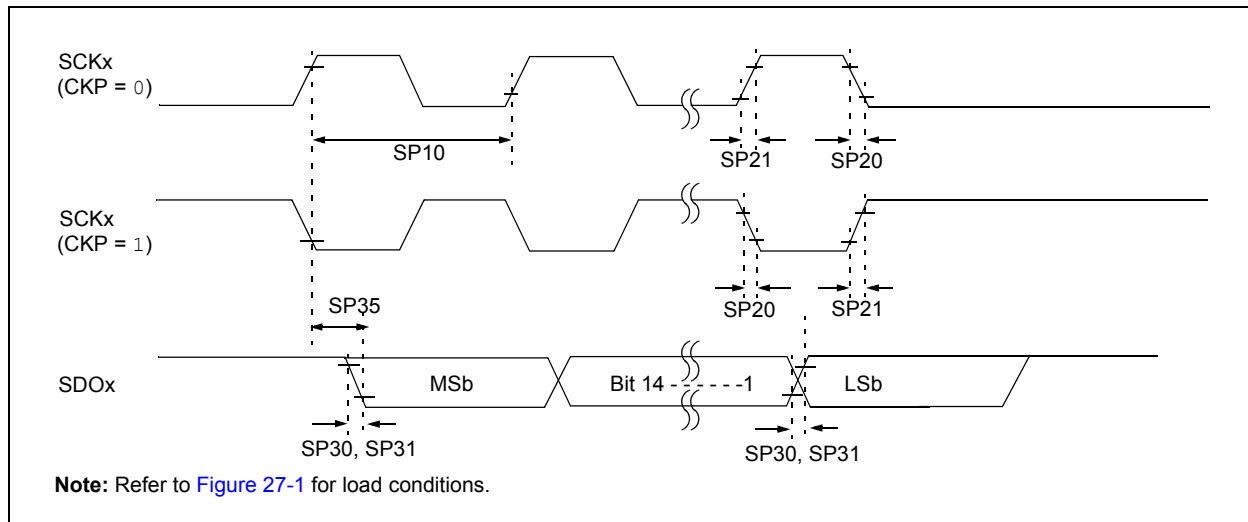 SCKx
(CKP = 0)
SP10
SP21
SP20
SCKx
(CKP = 1)
SP35
SP20
SP21
SDOx
MSb
Bit 14 - - - - - -1
LSb
SP30, SP31
SP30, SP31
Note: Refer to Figure 27-1 for load conditions.